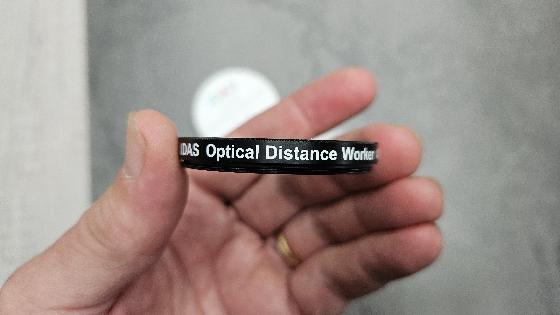 IDAS Optical Distance Worker